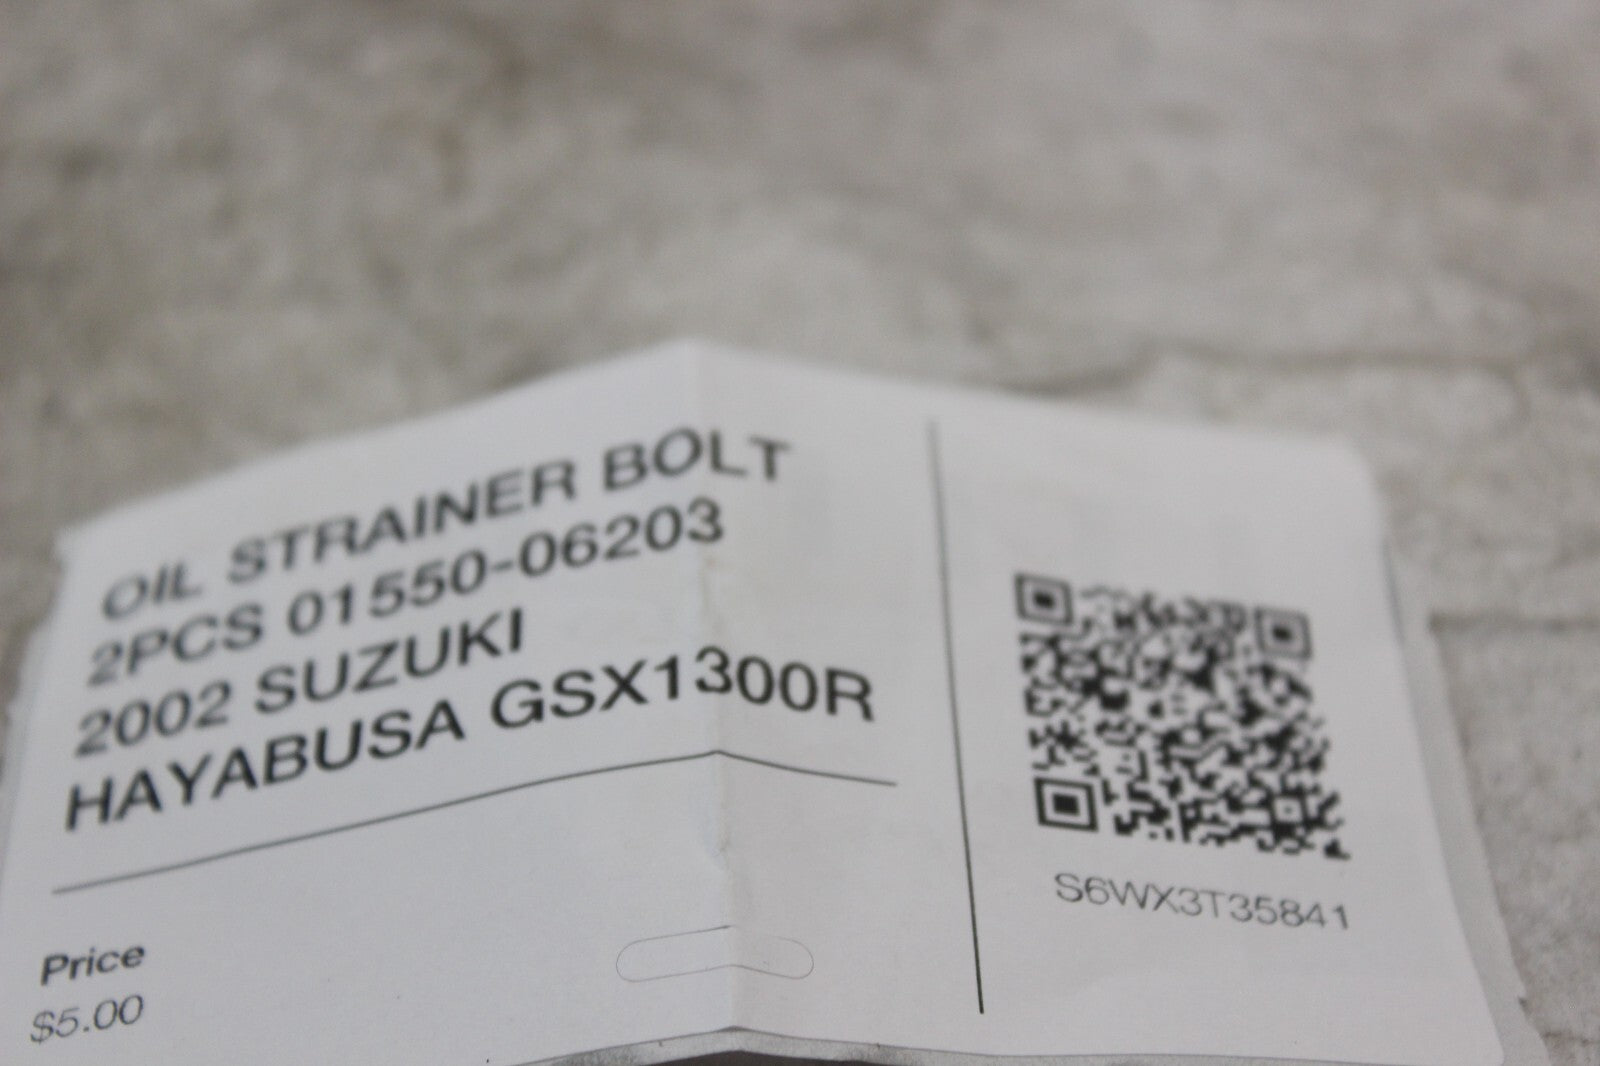 OIL STRAINER BOLT
2PCS 01550-06203
2002 SUZUKI
HAYABUSA GSX1300R
Price
$5.00
S6WX3T35841